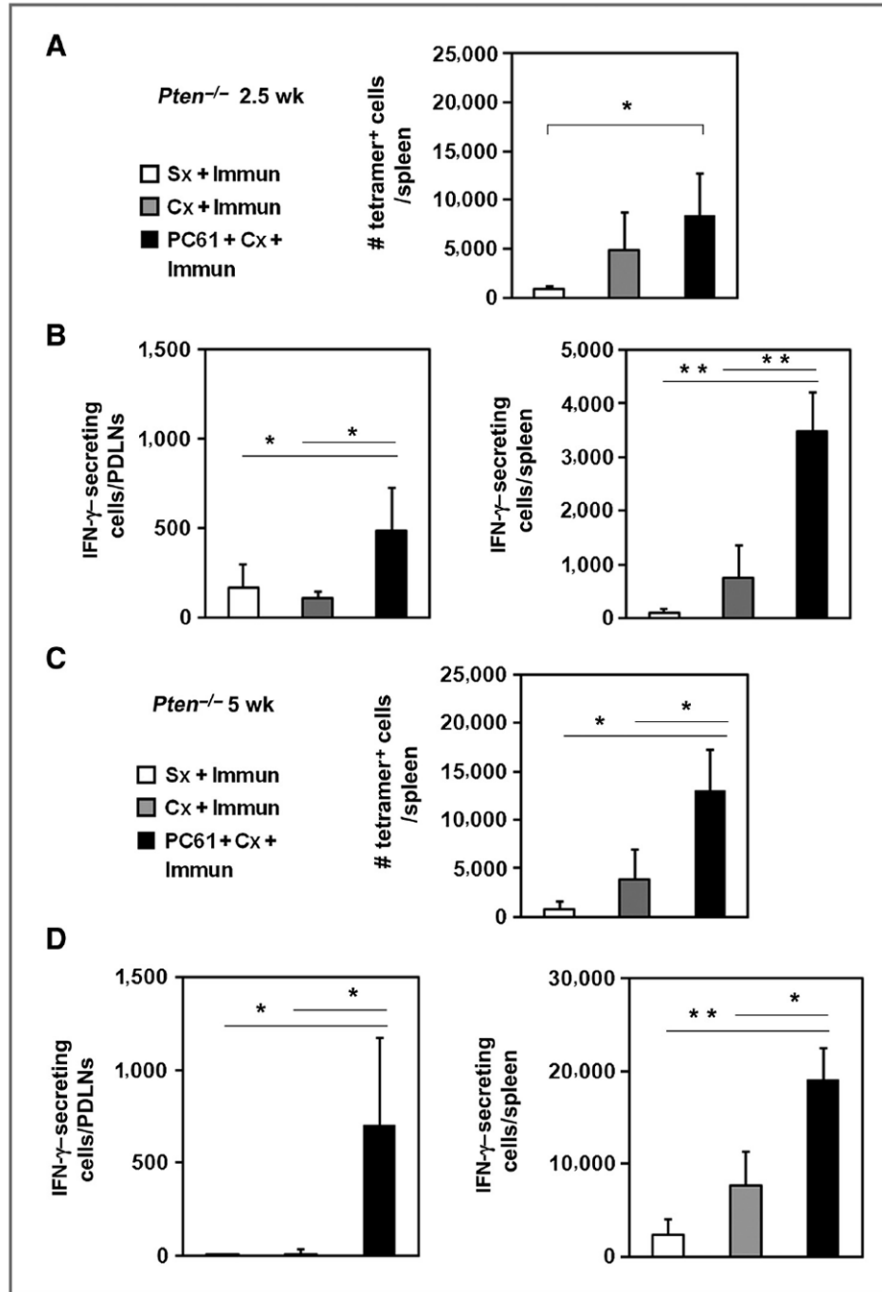 A
Pten–/– 2.5 wk
Sx + Immun
Cx + Immun
PC61 + Cx +
Immun
# tetramer+ cells
/spleen
25,000
20,000
15,000
10,000
5,000
0
*
B
IFN-γ–secreting
cells/PDLNs
1,500
1,000
500
0
*
*
IFN-γ–secreting
cells/spleen
5,000
4,000
3,000
2,000
1,000
0
* *
* *
C
Pten–/– 5 wk
Sx + Immun
Cx + Immun
PC61 + Cx +
Immun
# tetramer+ cells
/spleen
25,000
20,000
15,000
10,000
5,000
0
*
*
D
IFN-γ–secreting
cells/PDLNs
1,500
1,000
500
0
*
*
IFN-γ–secreting
cells/spleen
30,000
20,000
10,000
0
* *
*